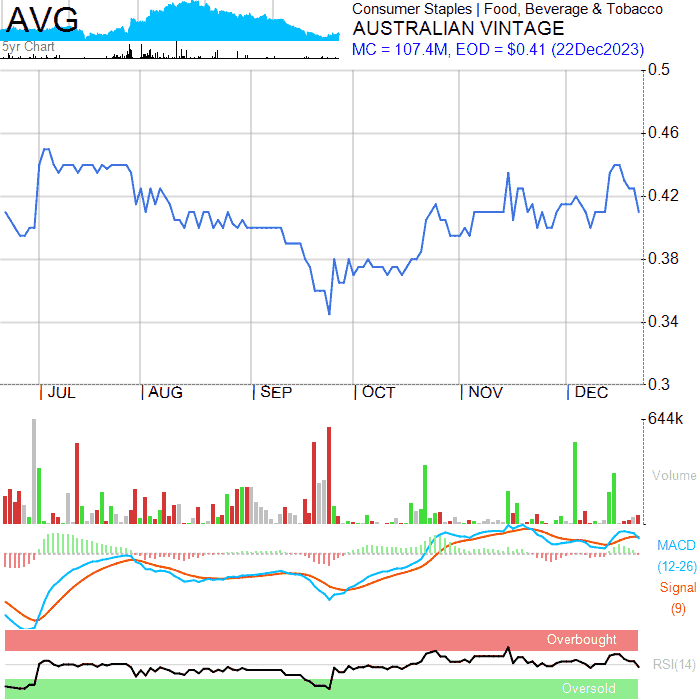 AVG
5yr Chart
Consumer Staples | Food, Beverage & Tobacco
AUSTRALIAN VINTAGE
MC = 107.4M, EOD = $0.41 (22Dec2023)
0.5
0.46
0.42
0.38
0.34
0.3
JUL AUG SEP OCT NOV DEC
644k
Volume
MACD
(12-26)
Signal
(9)
Overbought
RSI(14)
Oversold